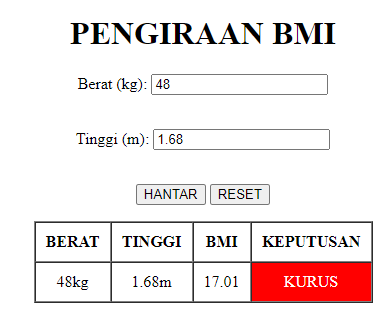 PENGIRAAN BMI
Berat (kg): 48
Tinggi (m): 1.68
HANTAR RESET
BERAT TINGGI BMI KEPUTUSAN
48kg 1.68m 17.01 KURUS